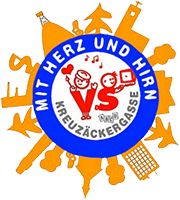 MIT HERZ UND HIRN
VS
KREUZÄCKERGASSE